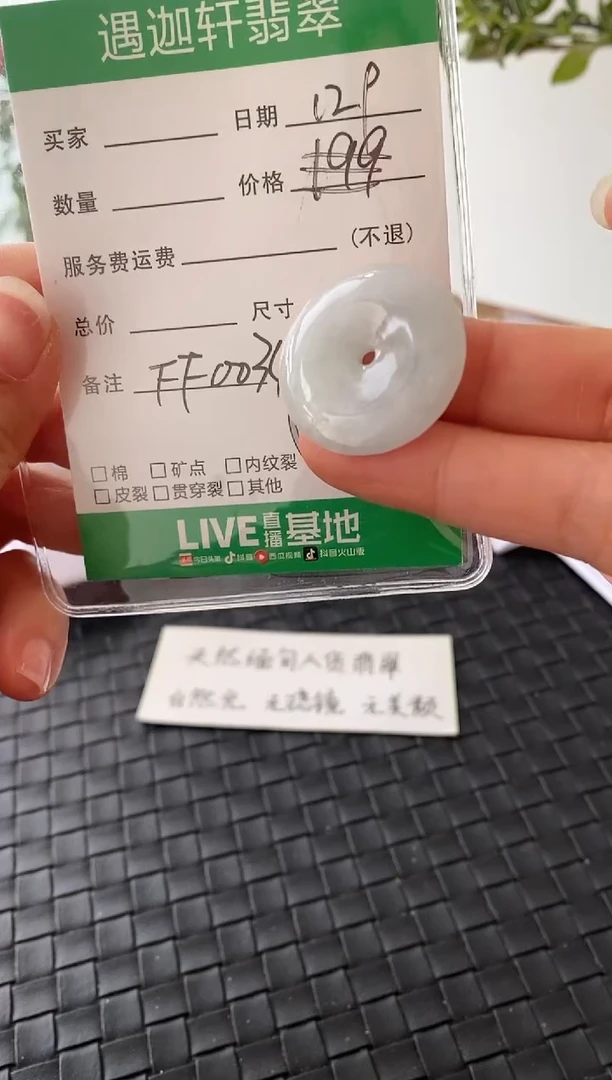 遇迦轩翡翠
买家 日期 129
数量 价格 199
服务费运费 (不退)
总价 尺寸
备注 FF003
□棉 □矿点 □内纹裂
□皮裂 □贯穿裂 □其他
LIVE直播基地
今日头条 抖音 西瓜视频 抖音火山版
天然缅甸A货翡翠
自然光 无滤镜 无美颜